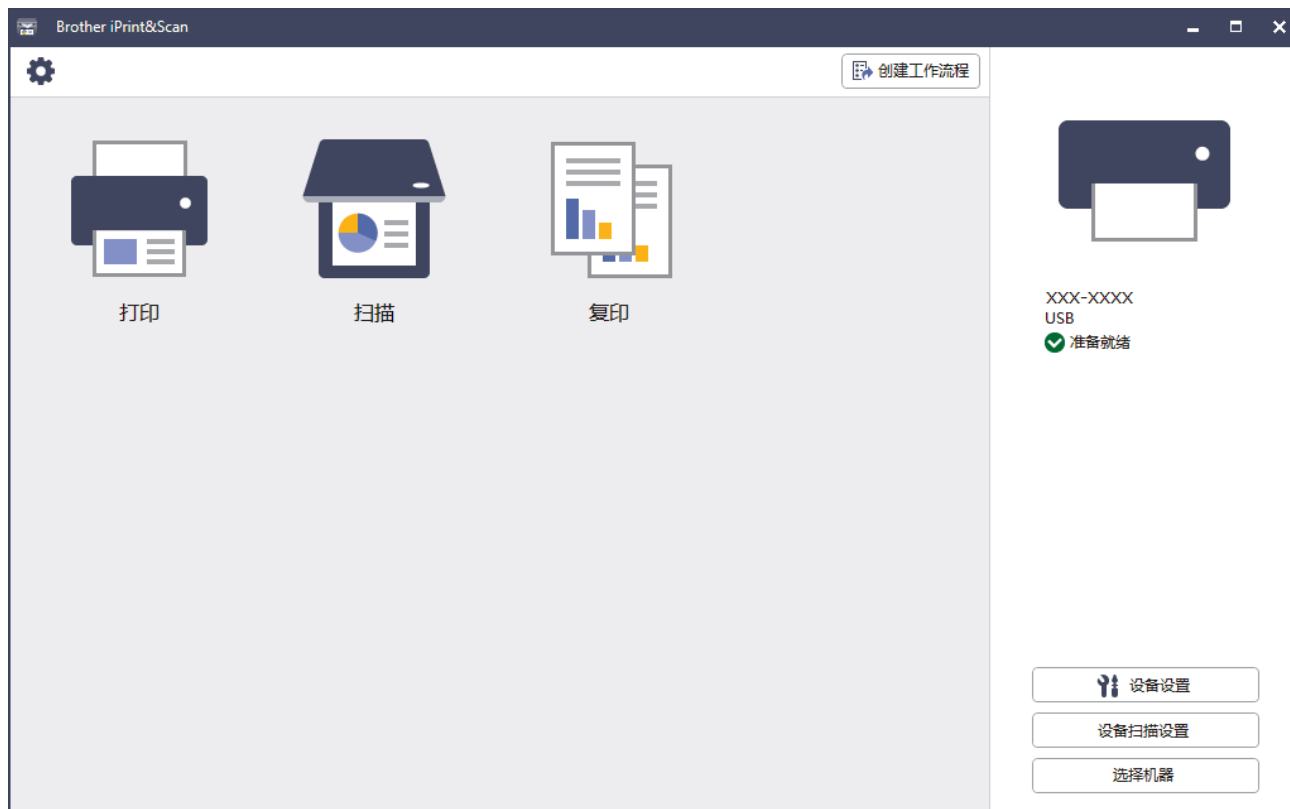 Brother iPrint&Scan
创建工作流程
打印
扫描
复印
XXX-XXXX
USB
准备就绪
设备设置
设备扫描设置
选择机器